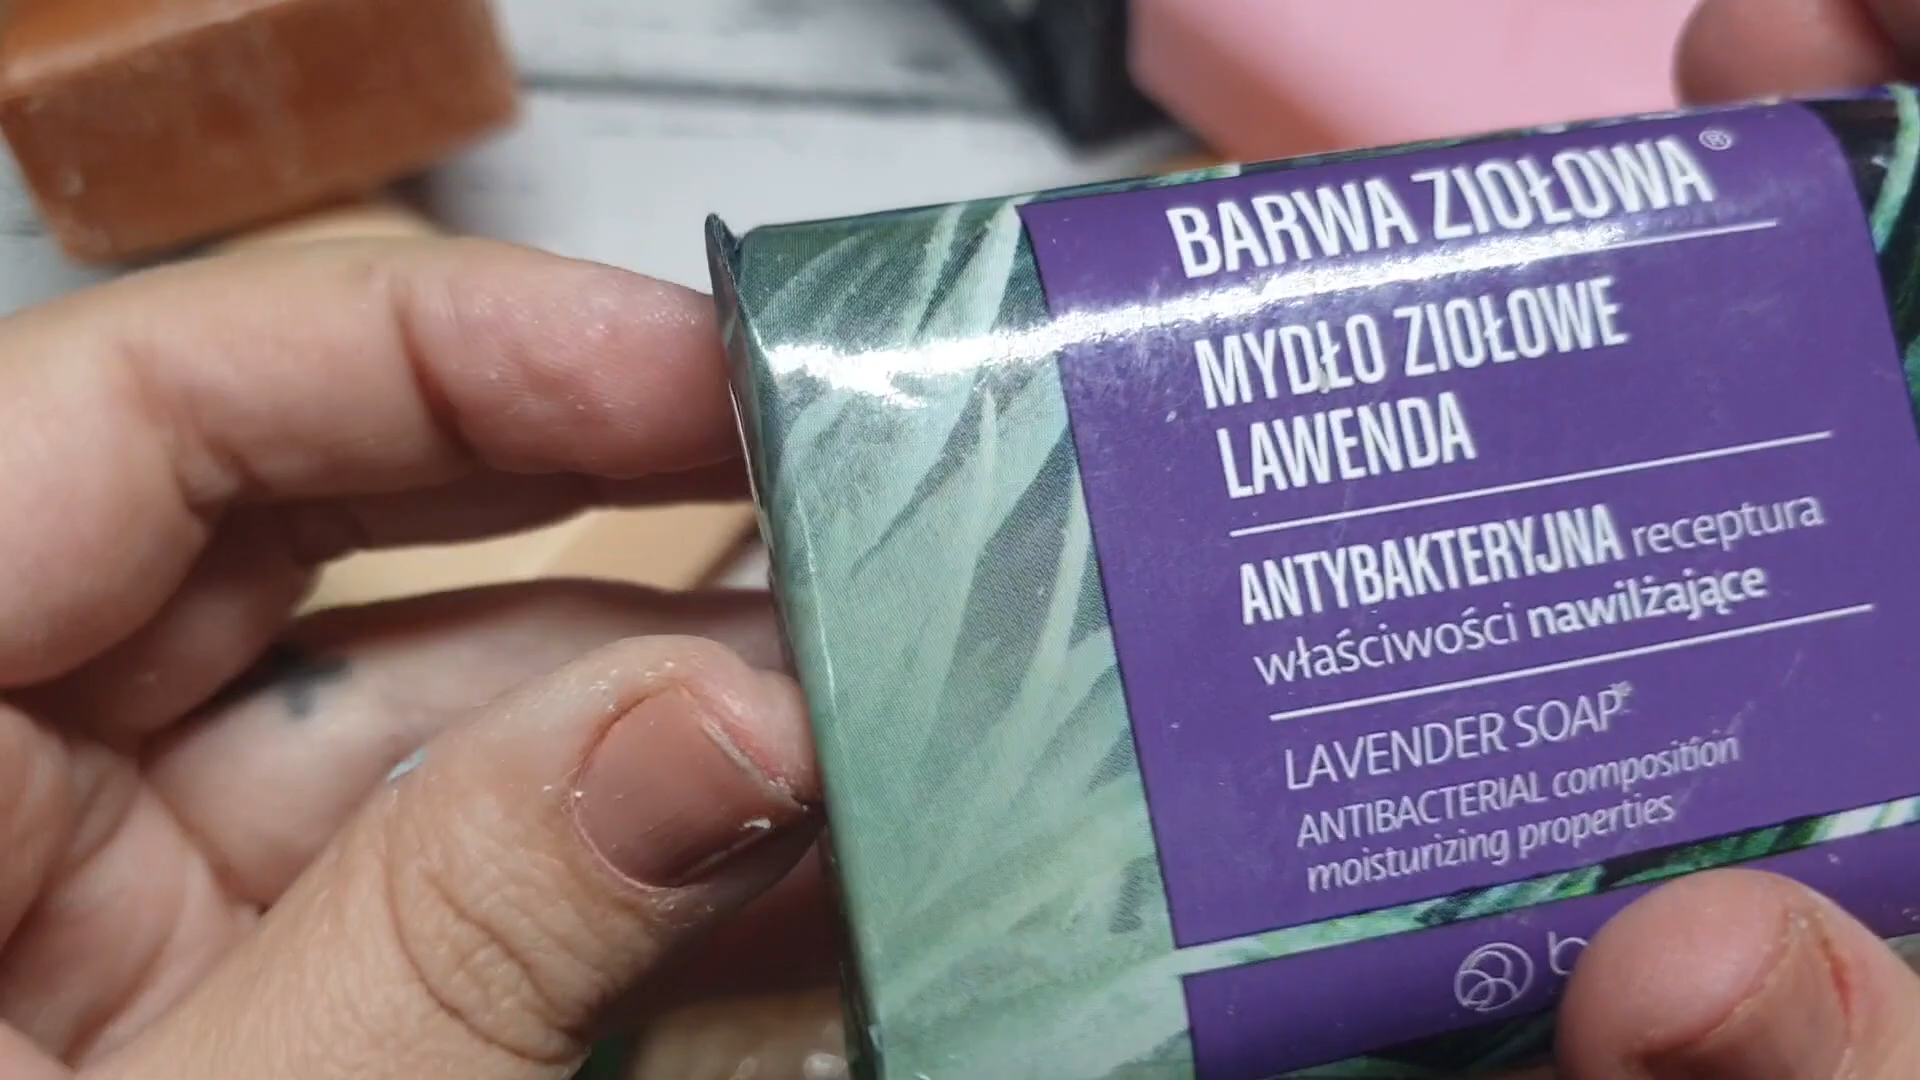 BARWA ZIOŁOWA®
MYDŁO ZIOŁOWE
LAWENDA
ANTYBAKTERYJNA receptura
właściwości nawilżające
LAVENDER SOAP
ANTIBACTERIAL composition
moisturizing properties